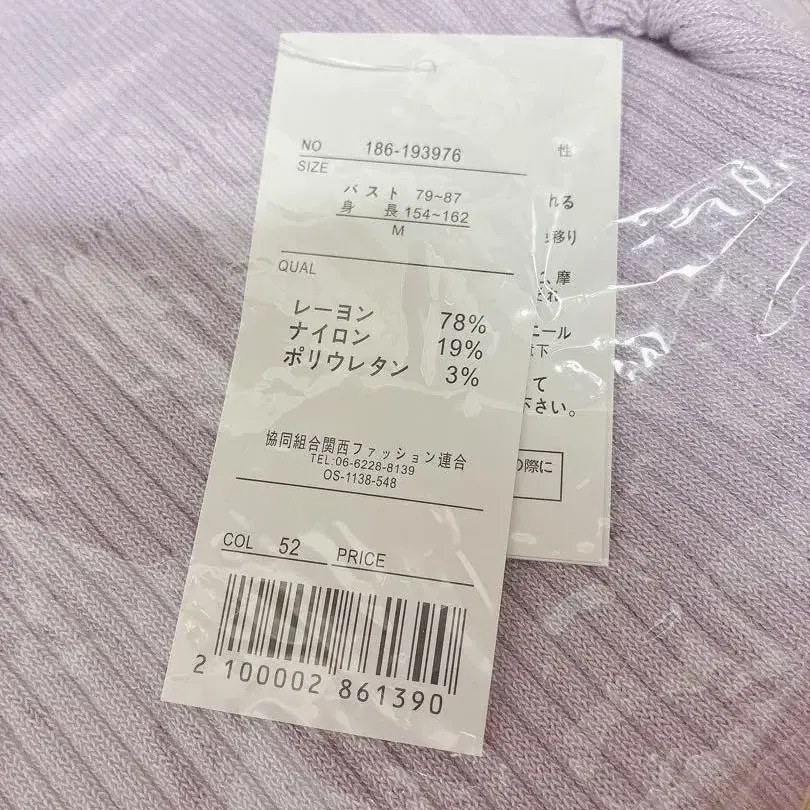 NO 186-193976
SIZE
バスト 79~87
身長 154~162
M
QUAL
レーヨン 78%
ナイロン 19%
ポリウレタン 3%
協同組合関西ファッション連合
TEL:06-6228-8139
OS-1138-548
COL 52 PRICE
2 100002 861390
性
れる
移り
摩
ニール
以下
て
下さい。
の際に